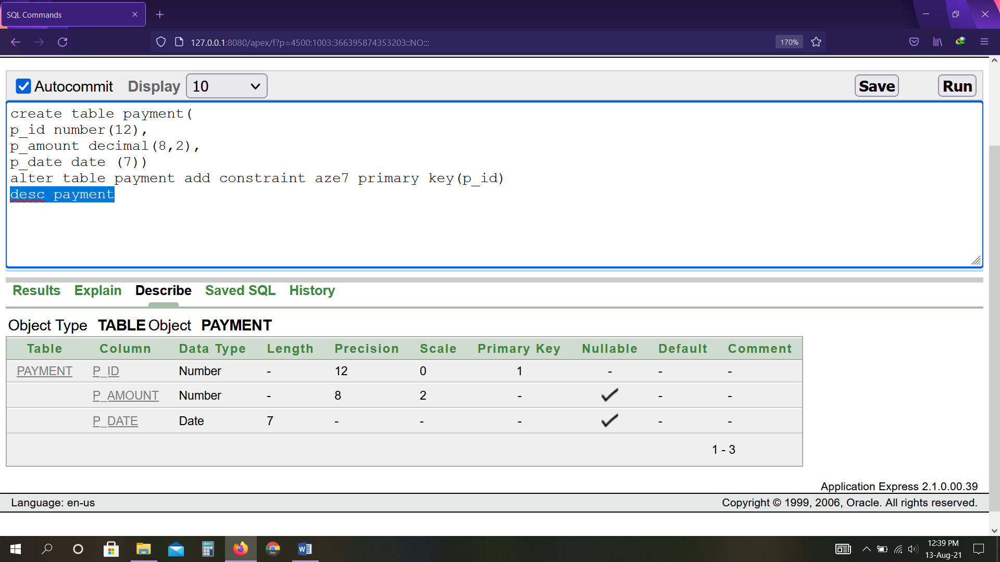 SQL Commands
127.0.0.1:8080/apex/f?p=4500:1003:366395874353203::NO:::
170%
Autocommit Display 10 Save Run
create table payment(
p_id number(12),
p_amount decimal(8,2),
p_date date (7))
alter table payment add constraint aze7 primary key(p_id)
desc payment
Results Explain Describe Saved SQL History
Object Type TABLE Object PAYMENT
Table Column Data Type Length Precision Scale Primary Key Nullable Default Comment
PAYMENT P_ID Number - 12 0 1 - - -
P_AMOUNT Number - 8 2 - - -
P_DATE Date 7 - - - - -
1 - 3
Application Express 2.1.0.00.39
Language: en-us Copyright © 1999, 2006, Oracle. All rights reserved.
12:39 PM
13-Aug-21